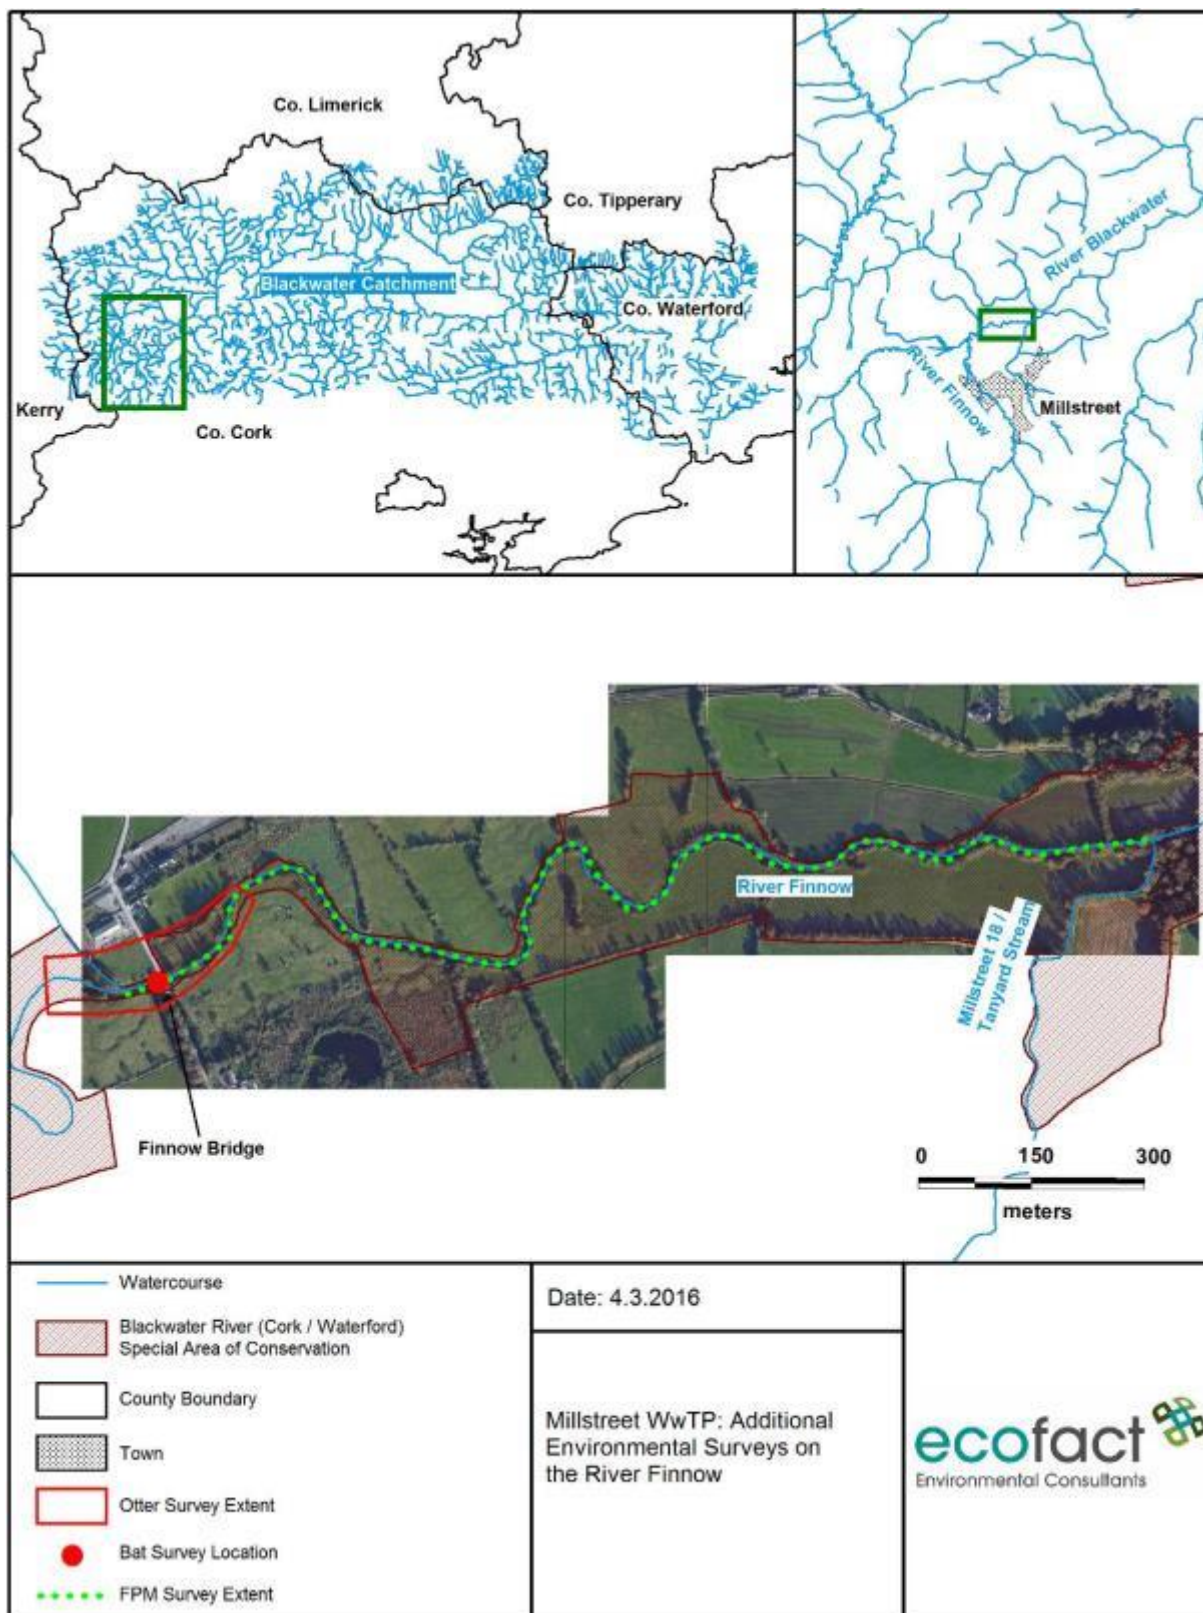 Co. Limerick
Co. Tipperary
Blackwater Catchment
Co. Waterford
Kerry
Co. Cork
River Blackwater
River Finnow
Millstreet
River Finnow
Millstreet 18 /
Tanyard Stream
Finnow Bridge
0 150 300
meters
Watercourse
Blackwater River (Cork / Waterford)
Special Area of Conservation
County Boundary
Town
Otter Survey Extent
Bat Survey Location
FPM Survey Extent
Date: 4.3.2016
Millstreet WwTP: Additional
Environmental Surveys on
the River Finnow
ecofact
Environmental Consultants